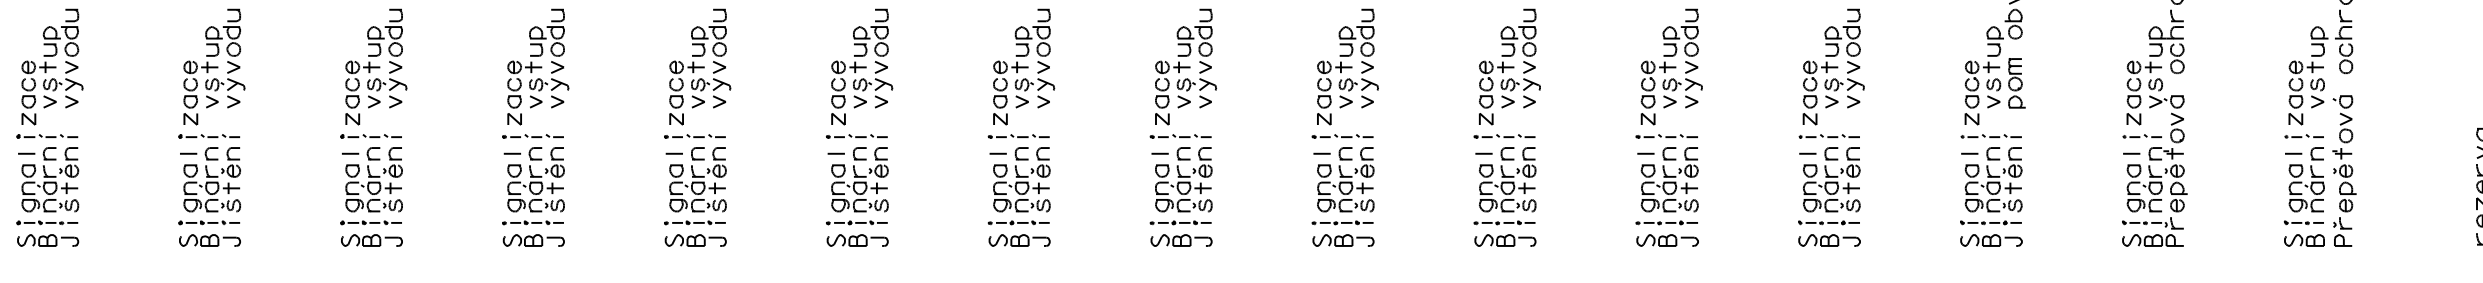 Signalizace
Binární vstup
Jištění vývodu
Signalizace
Binární vstup
Jištění vývodu
Signalizace
Binární vstup
Jištění vývodu
Signalizace
Binární vstup
Jištění vývodu
Signalizace
Binární vstup
Jištění vývodu
Signalizace
Binární vstup
Jištění vývodu
Signalizace
Binární vstup
Jištění vývodu
Signalizace
Binární vstup
Jištění vývodu
Signalizace
Binární vstup
Jištění vývodu
Signalizace
Binární vstup
Jištění vývodu
Signalizace
Binární vstup
Jištění vývodu
Signalizace
Binární vstup
Jištění vývodu
Signalizace
Binární vstup
Jištění pom obv
Signalizace
Binární vstup
Přepěťová ochra
Signalizace
Binární vstup
Přepěťová ochra
rezerva